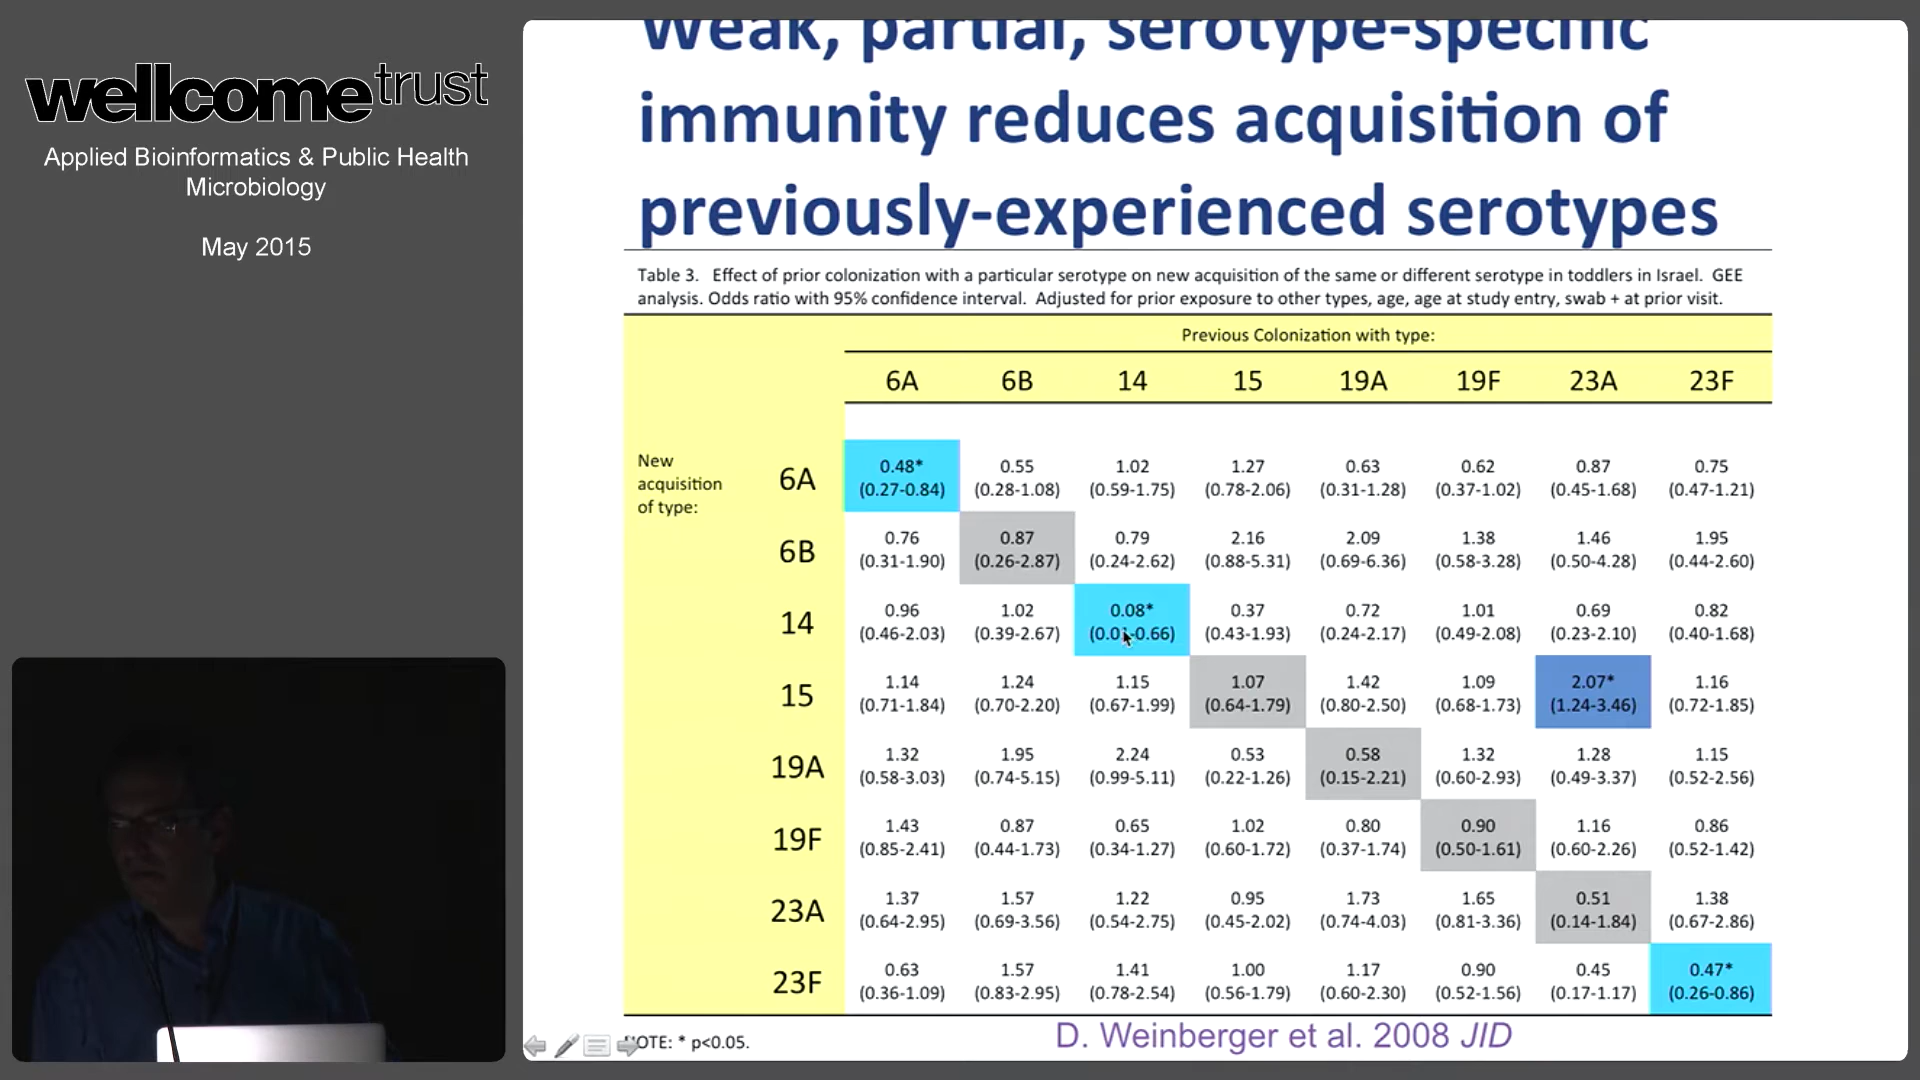 wellcometrust
Applied Bioinformatics & Public Health
Microbiology
May 2015
Weak, partial, serotype-specific
immunity reduces acquisition of
previously-experienced serotypes
Table 3. Effect of prior colonization with a particular serotype on new acquisition of the same or different serotype in toddlers in Israel. GEE
analysis. Odds ratio with 95% confidence interval. Adjusted for prior exposure to other types, age, age at study entry, swab + at prior visit.
Previous Colonization with type:
6A 6B 14 15 19A 19F 23A 23F
New
acquisition
of type:
6A 0.48* 0.55 1.02 1.27 0.63 0.62 0.87 0.75
(0.27-0.84) (0.28-1.08) (0.59-1.75) (0.78-2.06) (0.31-1.28) (0.37-1.02) (0.45-1.68) (0.47-1.21)
6B 0.76 0.87 0.79 2.16 2.09 1.38 1.46 1.95
(0.31-1.90) (0.26-2.87) (0.24-2.62) (0.88-5.31) (0.69-6.36) (0.58-3.28) (0.50-4.28) (0.44-2.60)
14 0.96 1.02 0.08* 0.37 0.72 1.01 0.69 0.82
(0.46-2.03) (0.39-2.67) (0.01-0.66) (0.43-1.93) (0.24-2.17) (0.49-2.08) (0.23-2.10) (0.40-1.68)
15 1.14 1.24 1.15 1.07 1.42 1.09 2.07* 1.16
(0.71-1.84) (0.70-2.20) (0.67-1.99) (0.64-1.79) (0.80-2.50) (0.68-1.73) (1.24-3.46) (0.72-1.85)
19A 1.32 1.95 2.24 0.53 0.58 1.32 1.28 1.15
(0.58-3.03) (0.74-5.15) (0.99-5.11) (0.22-1.26) (0.15-2.21) (0.60-2.93) (0.49-3.37) (0.52-2.56)
19F 1.43 0.87 0.65 1.02 0.80 0.90 1.16 0.86
(0.85-2.41) (0.44-1.73) (0.34-1.27) (0.60-1.72) (0.37-1.74) (0.50-1.61) (0.60-2.26) (0.52-1.42)
23A 1.37 1.57 1.22 0.95 1.73 1.65 0.51 1.38
(0.64-2.95) (0.69-3.56) (0.54-2.75) (0.45-2.02) (0.74-4.03) (0.81-3.36) (0.14-1.84) (0.67-2.86)
23F 0.63 1.57 1.41 1.00 1.17 0.90 0.45 0.47*
(0.36-1.09) (0.83-2.95) (0.78-2.54) (0.56-1.79) (0.60-2.30) (0.52-1.56) (0.17-1.17) (0.26-0.86)
NOTE: * p<0.05.
D. Weinberger et al. 2008 JID